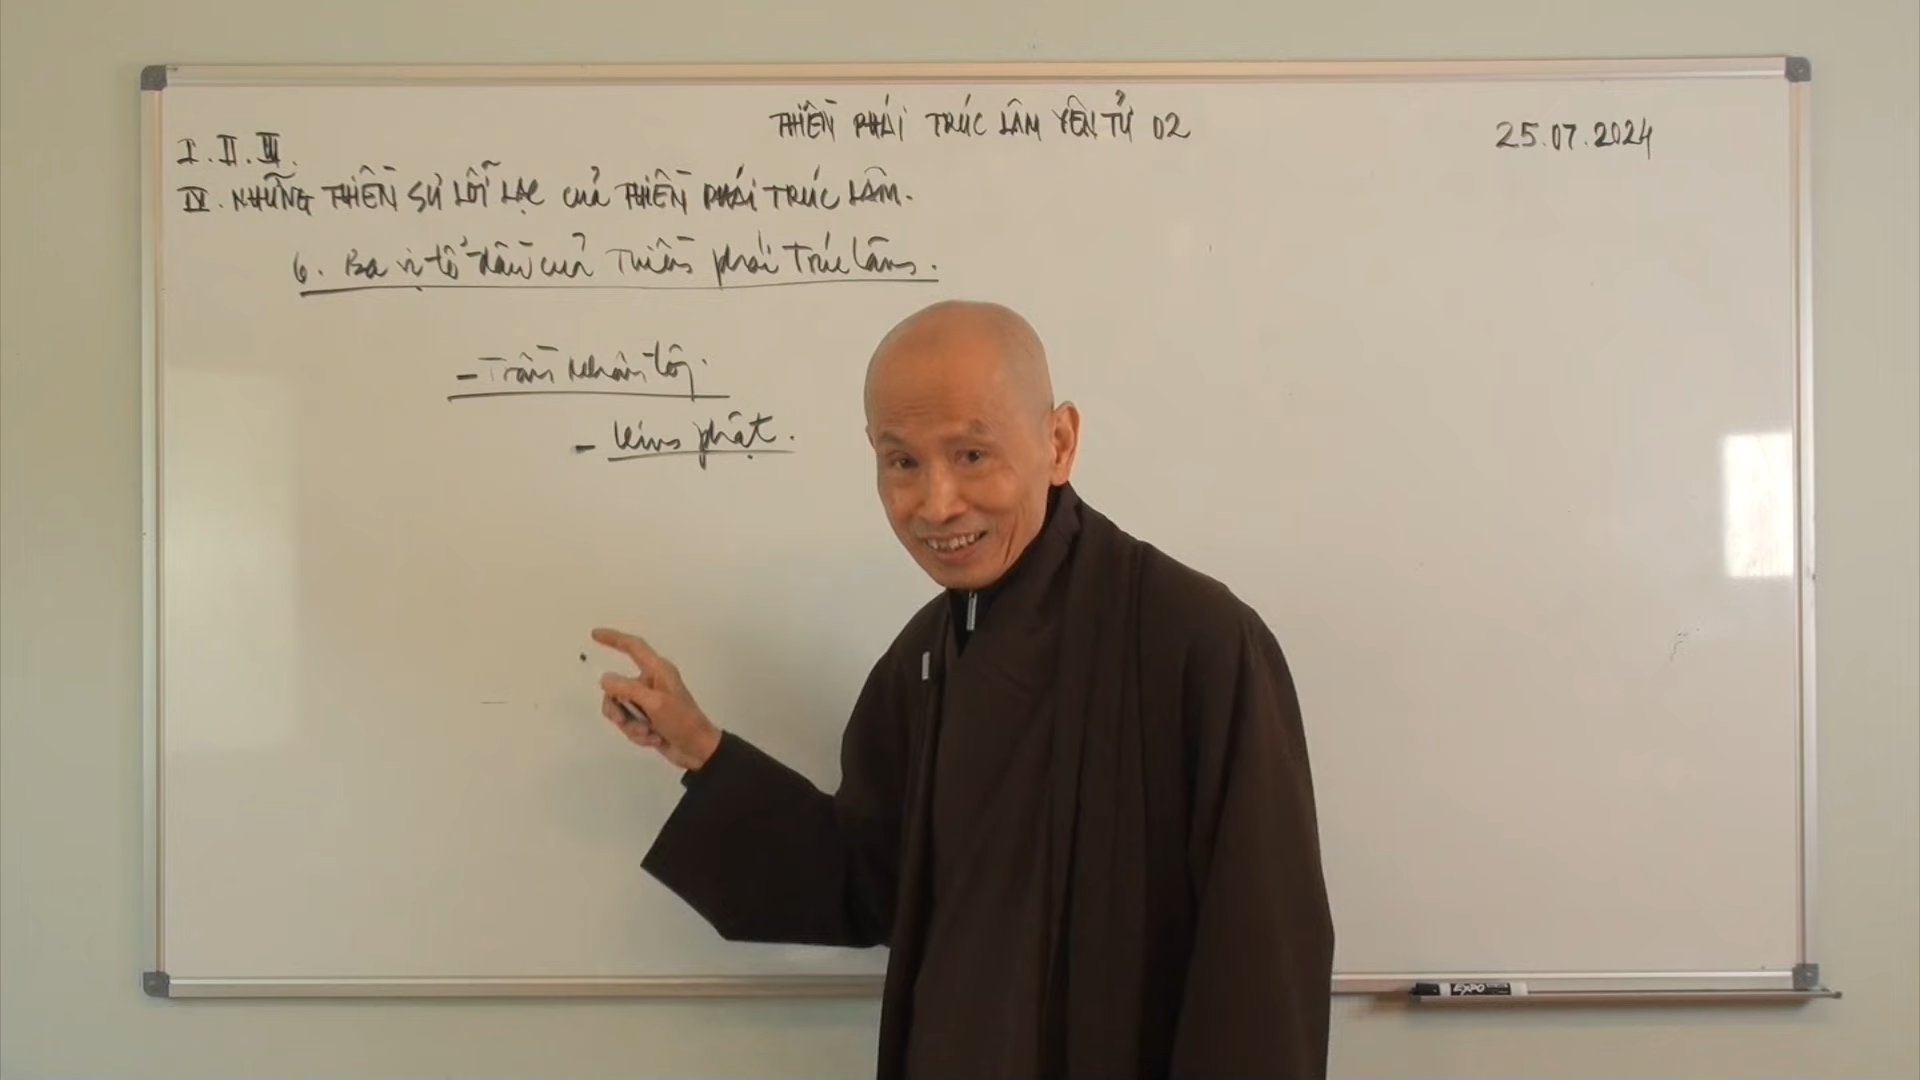 THIỀN PHÁI TRÚC LÂM YÊN TỬ 02
25.07.2024
I. II. III.
IV. NHỮNG THIỀN SƯ LỖI LẠC CỦA THIỀN PHÁI TRÚC LÂM.
6. Ba vị tổ đầu của Thiền phái Trúc Lâm.
- Trần Nhân Tông.
- phật.
EXPO